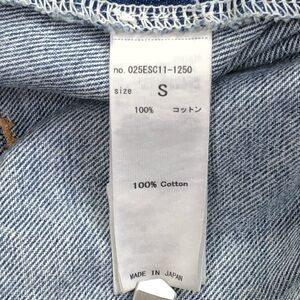 no. 025ESC11-1250
size S
100% コットン
100% Cotton
MADE IN JAPAN